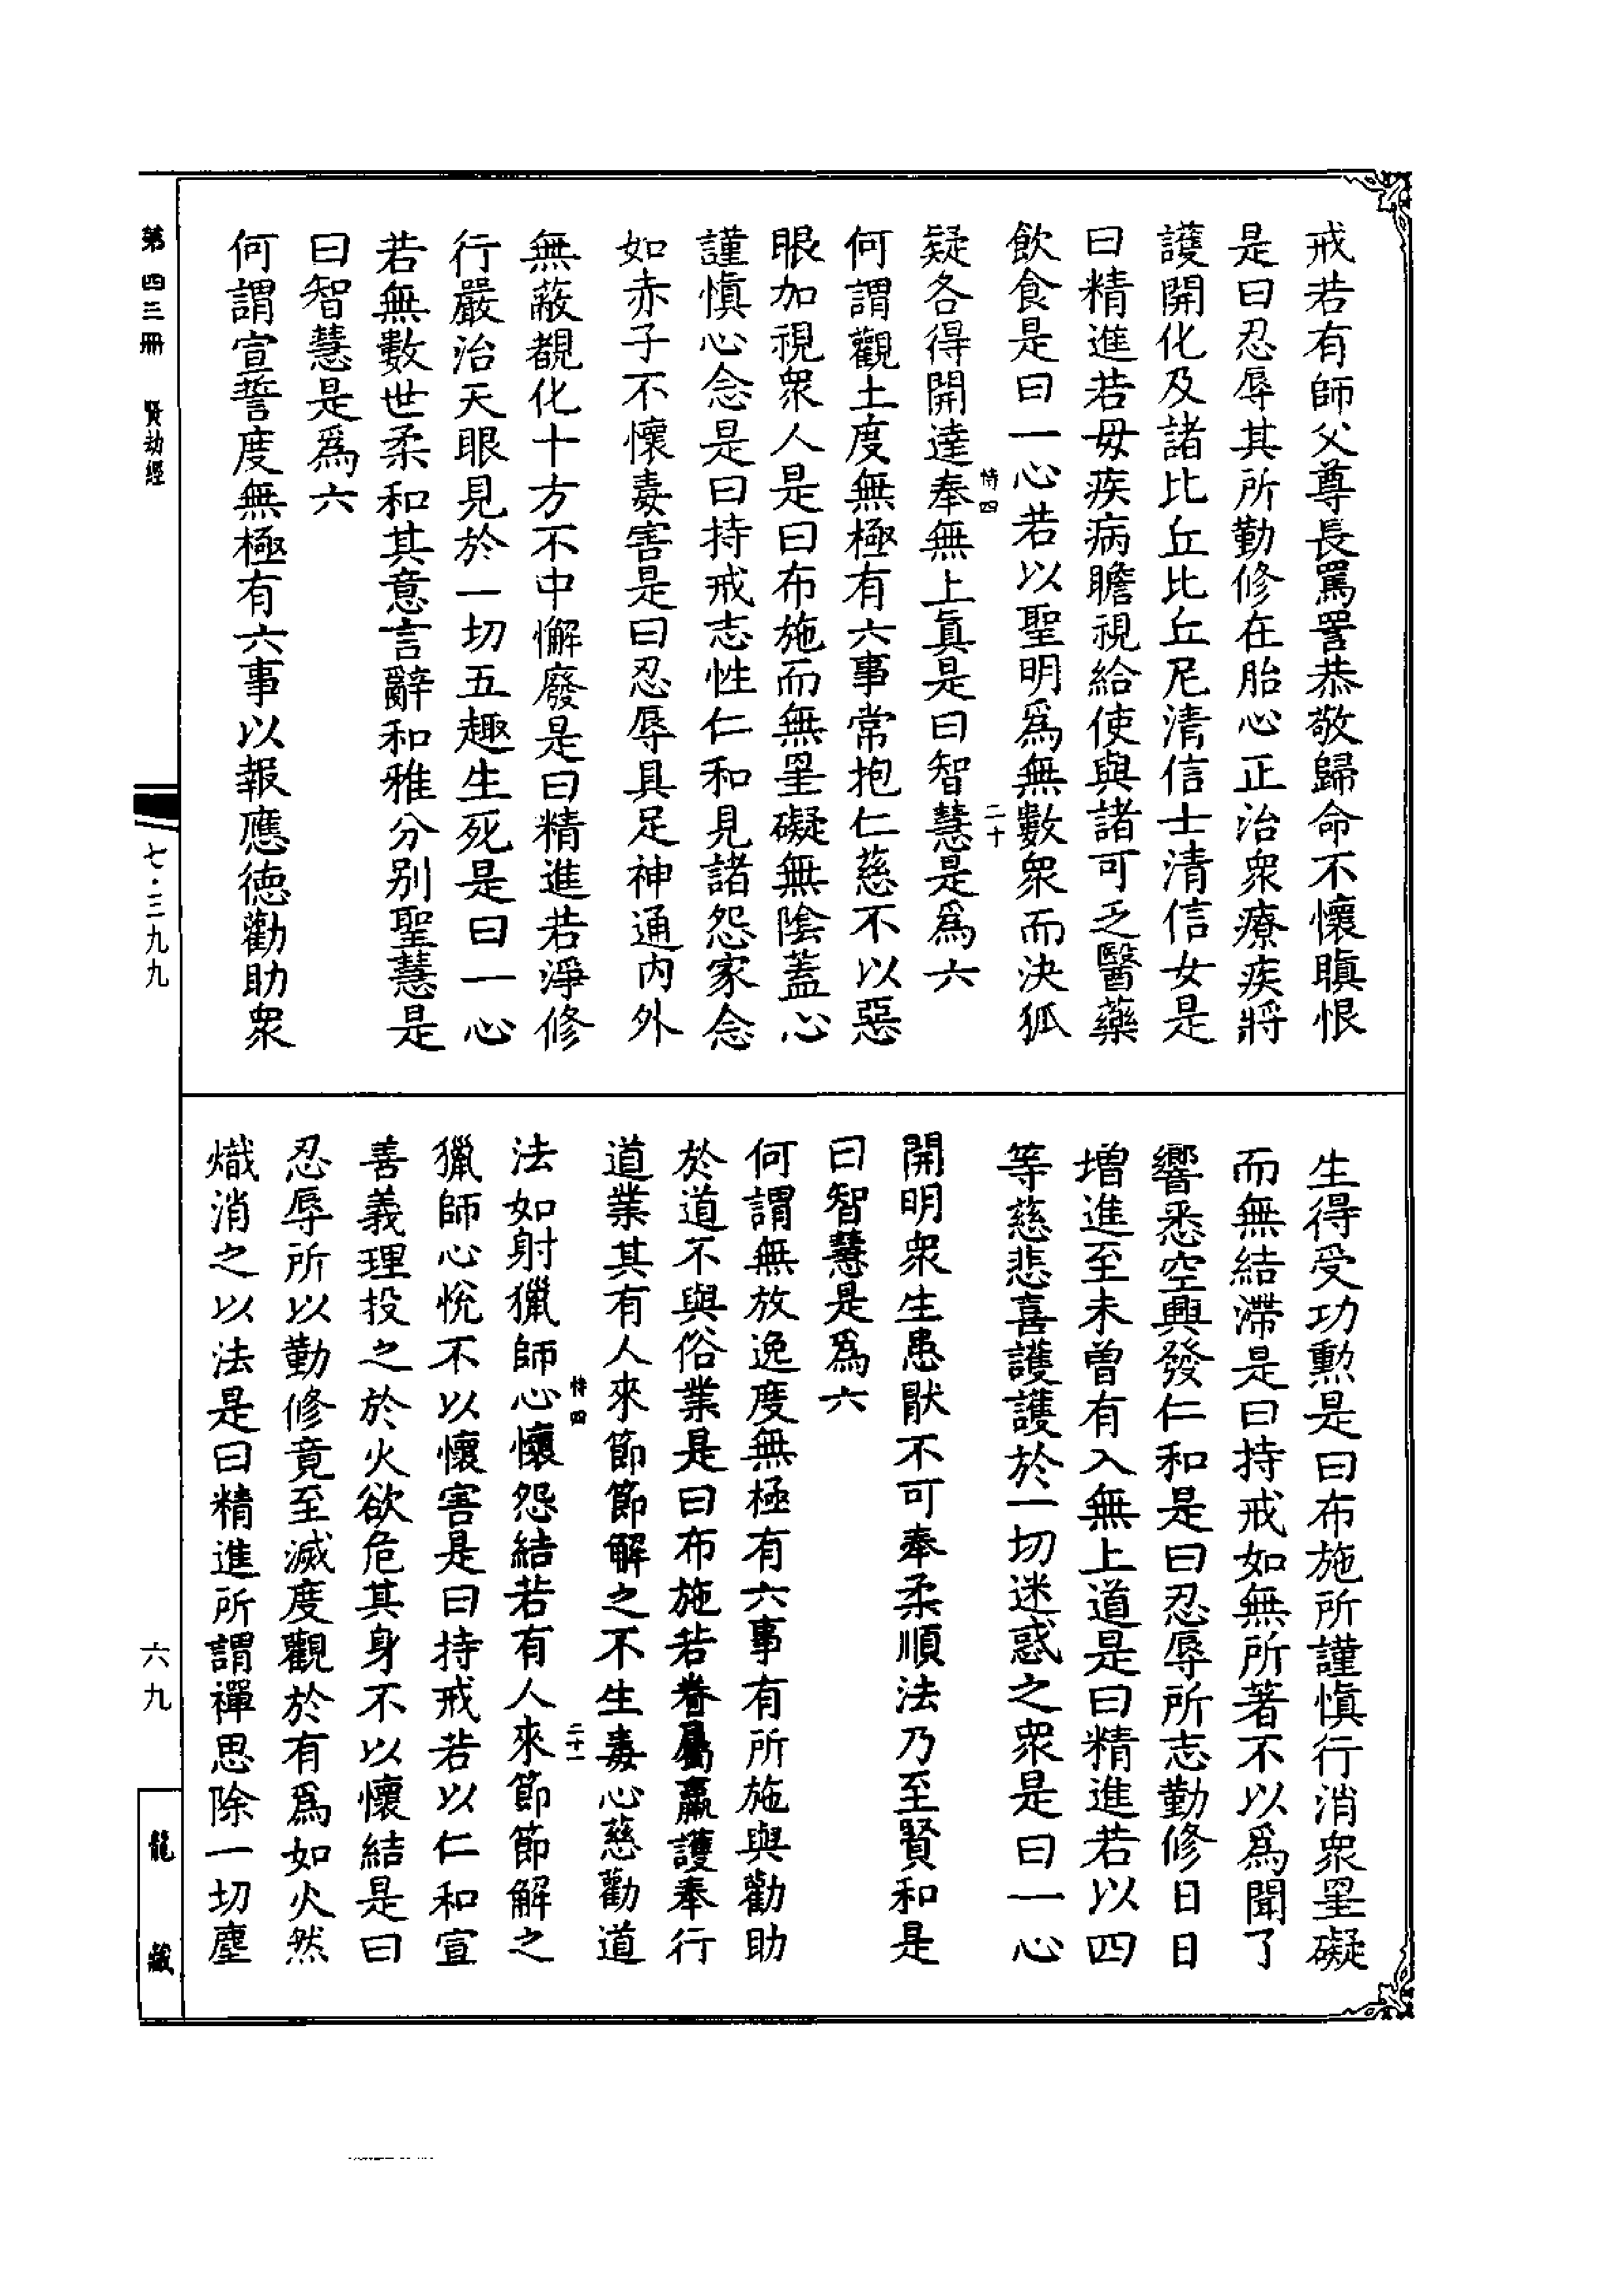 戒若有師父尊長罵詈恭敬歸命不懷瞋恨
是曰忍辱其所勤修在胎心正治衆療疾將
護開化及諸比丘比丘尼清信士清信女是
曰精進若毋疾病瞻視給使與諸可乏醫藥
飲食是曰一心若以聖明爲無數衆而決狐
特四
二十
疑各得開達奉無上眞是曰智慧是爲六
何謂觀土度無極有六事常抱仁慈不以惡
眼加視衆人是曰布施而無罣礙無陰蓋心
謹慎心念是曰持戒志性仁和見諸怨家念
如赤子不懷毒害是曰忍辱具足神通內外
無蔽覩化十方不中懈廢是曰精進若淨修
行嚴治天眼見於一切五趣生死是曰一心
若無數世柔和其意言辭和雅分别聖慧是
曰智慧是爲六
何謂宣誓度無極有六事以報應德勸助衆
生得受功勳是曰布施所謹慎行消衆罣礙
而無結滯是曰持戒如無所著不以爲聞了
響悉空興發仁和是曰忍辱所志勤修日日
增進至未曾有入無上道是曰精進若以四
等慈悲喜護護於一切迷惑之衆是曰一心
開明衆生患猒不可奉柔順法乃至賢和是
曰智慧是爲六
何謂無放逸度無極有六事有所施與勸助
於道不與俗業是曰布施若眷屬羸護奉行
道業其有人來節節解之不生毒心慈勸道
特四
二十一
法如射獵師心懷怨結若有人來節節解之
獵師心悅不以懷害是曰持戒若以仁和宣
善義理投之於火欲危其身不以懷結是曰
忍辱所以勤修竟至滅度觀於有爲如火然
熾消之以法是曰精進所謂禪思除一切塵
第四三冊 賢劫經
七·三九九
六九
龍藏